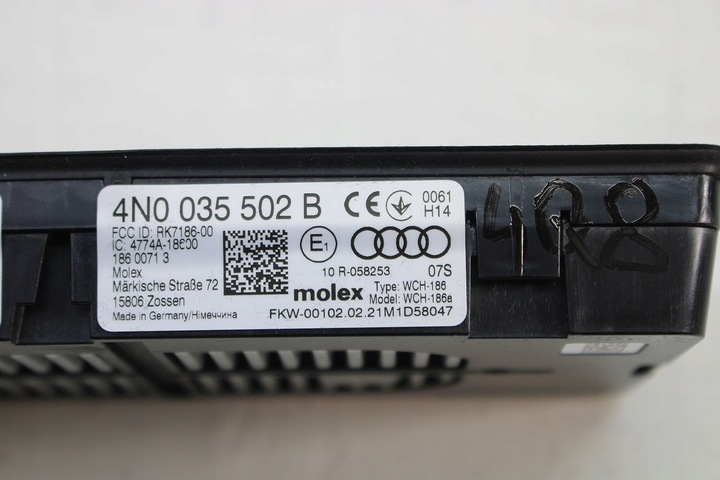 4N0 035 502 B CE 0061
H14
FCC ID: RK7186-00
IC: 4774A-18600
186 0071 3
Molex
Märkische Straße 72
15806 Zossen
Made in Germany/Німеччина
E1
10 R-058253 07S
molex Type: WCH-186
Model: WCH-186a
FKW-00102.02.21M1D58047
4Q8